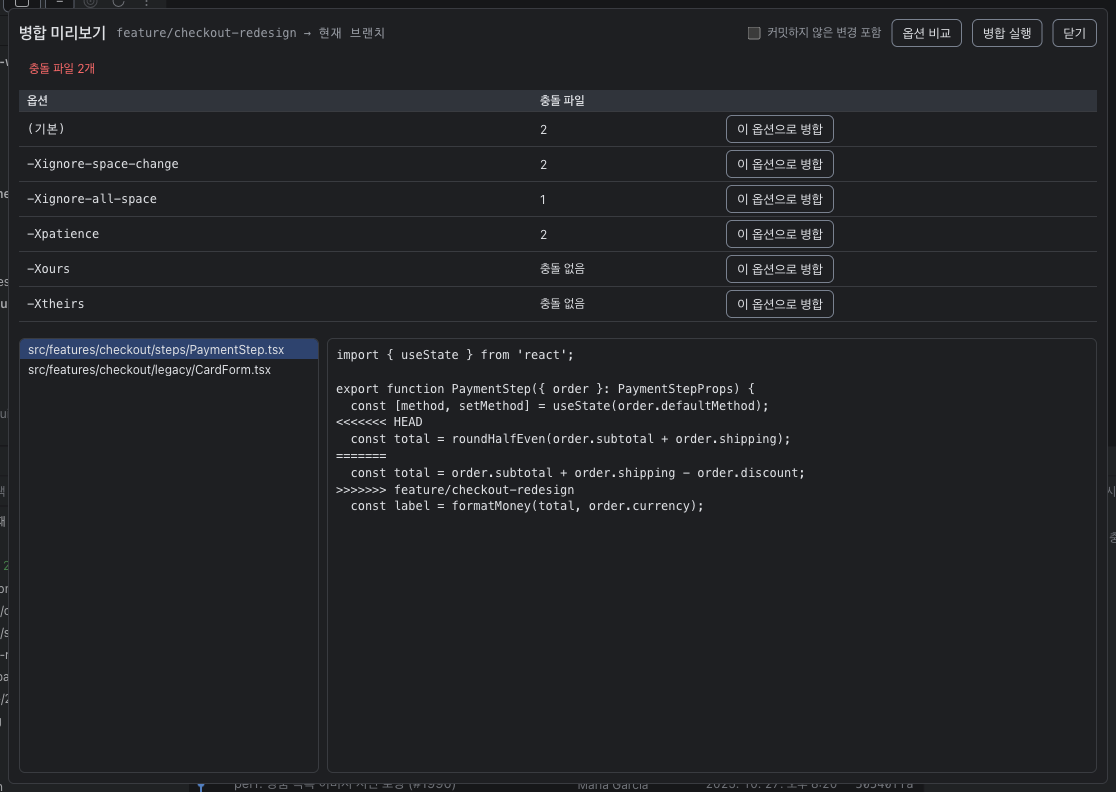 병합 미리보기 feature/checkout-redesign → 현재 브랜치 커밋하지 않은 변경 포함 옵션 비교 병합 실행 닫기
충돌 파일 2개
옵션 충돌 파일
(기본) 2 이 옵션으로 병합
-Xignore-space-change 2 이 옵션으로 병합
-Xignore-all-space 1 이 옵션으로 병합
-Xpatience 2 이 옵션으로 병합
-Xours 충돌 없음 이 옵션으로 병합
-Xtheirs 충돌 없음 이 옵션으로 병합
src/features/checkout/steps/PaymentStep.tsx
src/features/checkout/legacy/CardForm.tsx
import { useState } from 'react';
export function PaymentStep({ order }: PaymentStepProps) {
const [method, setMethod] = useState(order.defaultMethod);
<<<<<<< HEAD
const total = roundHalfEven(order.subtotal + order.shipping);
=======
const total = order.subtotal + order.shipping - order.discount;
>>>>>>> feature/checkout-redesign
const label = formatMoney(total, order.currency);
Maria Garcia